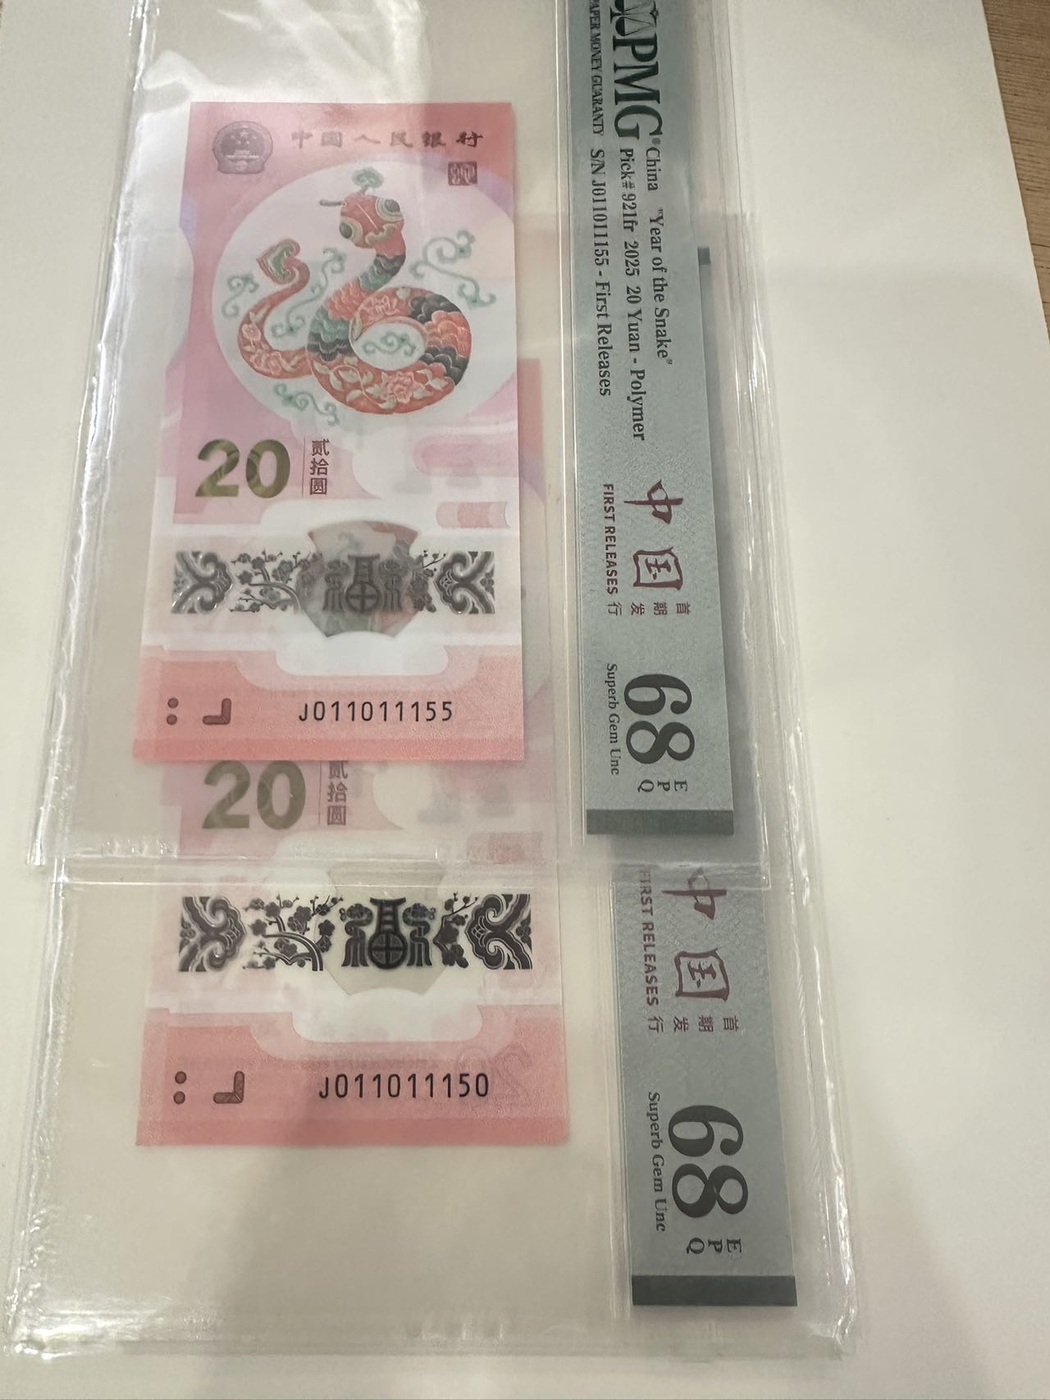 中国人民银行
20
贰拾圆
福
J011011155
PMG®
PAPER MONEY GUARANTY
China "Year of the Snake"
Pick# 921fr 2025 20 Yuan - Polymer
S/N J011011155 - First Releases
中国
首期发行
FIRST RELEASES
68 EPQ
Superb Gem Unc
20
贰拾圆
福
J011011150
中国
首期发行
FIRST RELEASES
68 EPQ
Superb Gem Unc